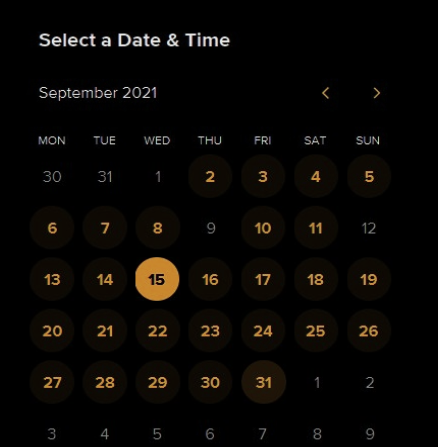 Select a Date & Time
September 2021
MON TUE WED THU FRI SAT SUN
30 31 1 2 3 4 5
6 7 8 9 10 11 12
13 14 15 16 17 18 19
20 21 22 23 24 25 26
27 28 29 30 31 1 2
3 4 5 6 7 8 9